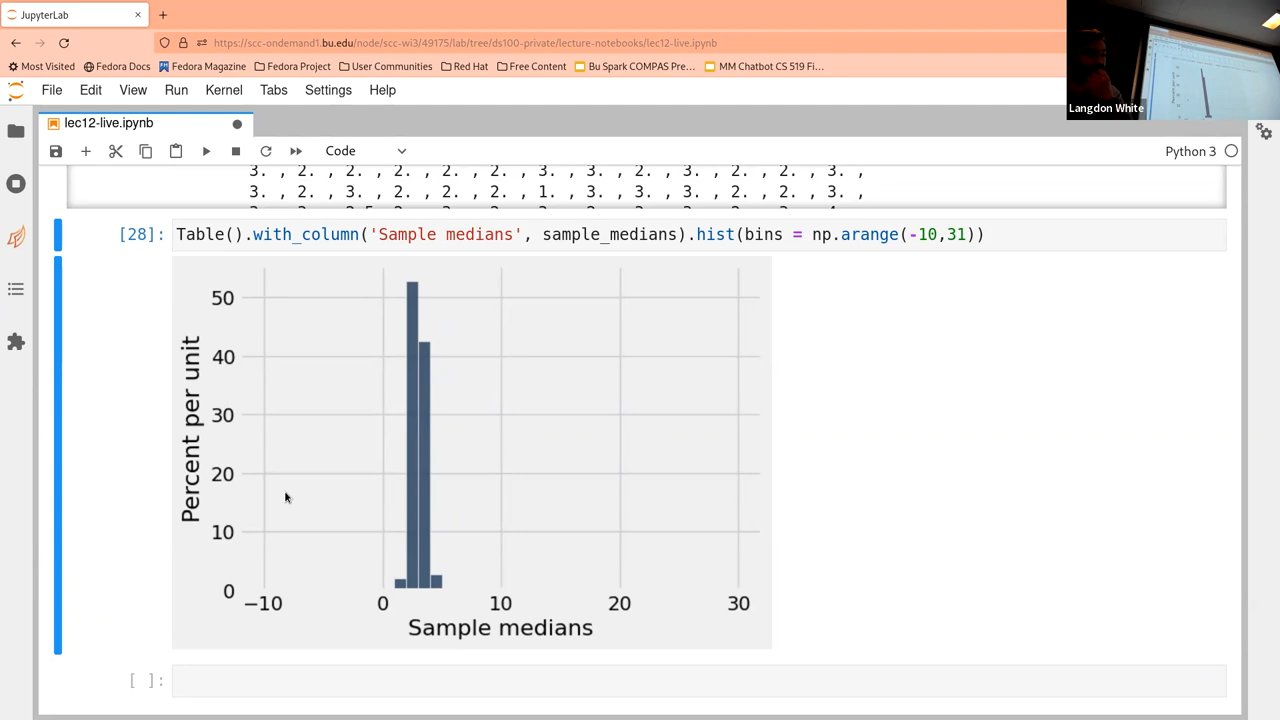 JupyterLab
https://scc-ondemand1.bu.edu/node/scc-wi3/49175/lab/tree/ds100-private/lecture-notebooks/lec12-live.ipynb
Most Visited Fedora Docs Fedora Magazine Fedora Project User Communities Red Hat Free Content Bu Spark COMPAS Pre… MM Chatbot CS 519 Fi…
Langdon White
File Edit View Run Kernel Tabs Settings Help
lec12-live.ipynb
Code
Python 3
3. , 2. , 2. , 2. , 2. , 2. , 3. , 3. , 2. , 3. , 2. , 2. , 3. ,
3. , 2. , 3. , 2. , 2. , 2. , 1. , 3. , 3. , 3. , 2. , 2. , 3. ,
[28]: Table().with_column('Sample medians', sample_medians).hist(bins = np.arange(-10,31))
50
40
30
20
10
0
Percent per unit
−10 0 10 20 30
Sample medians
[ ]: